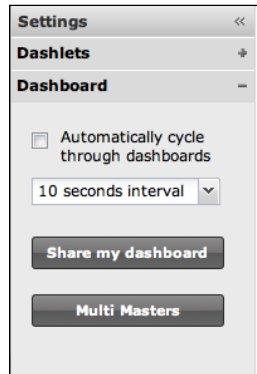 Settings «
Dashlets +
Dashboard –
Automatically cycle
through dashboards
10 seconds interval
Share my dashboard
Multi Masters